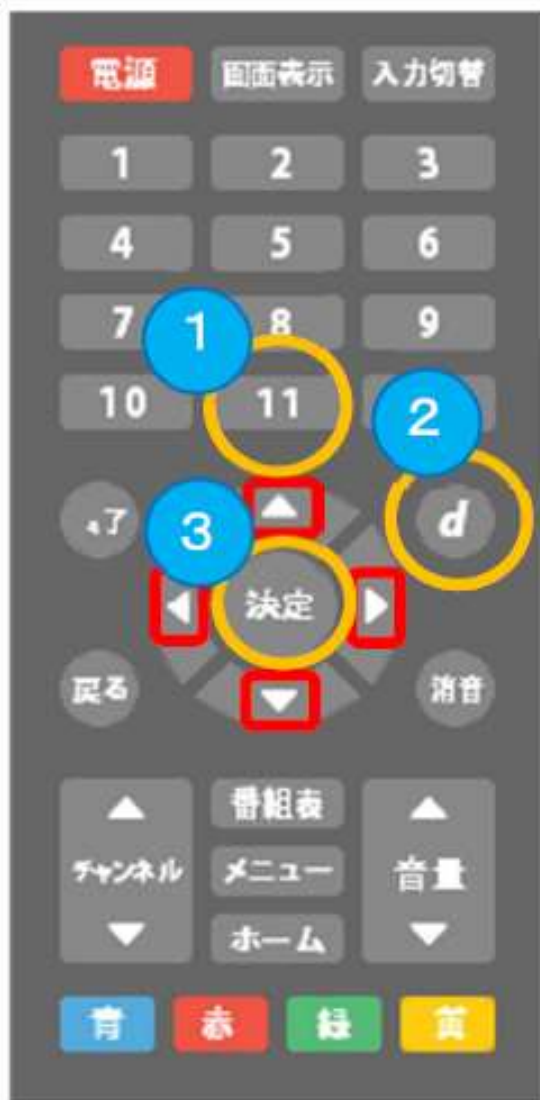 電源 画面表示 入力切替
1 2 3
4 5 6
7 1 8 9
10 11 2
了 3 d
決定
戻る 消音
番組表
チャンネル メニュー 音量
ホーム
青 赤 緑 黄